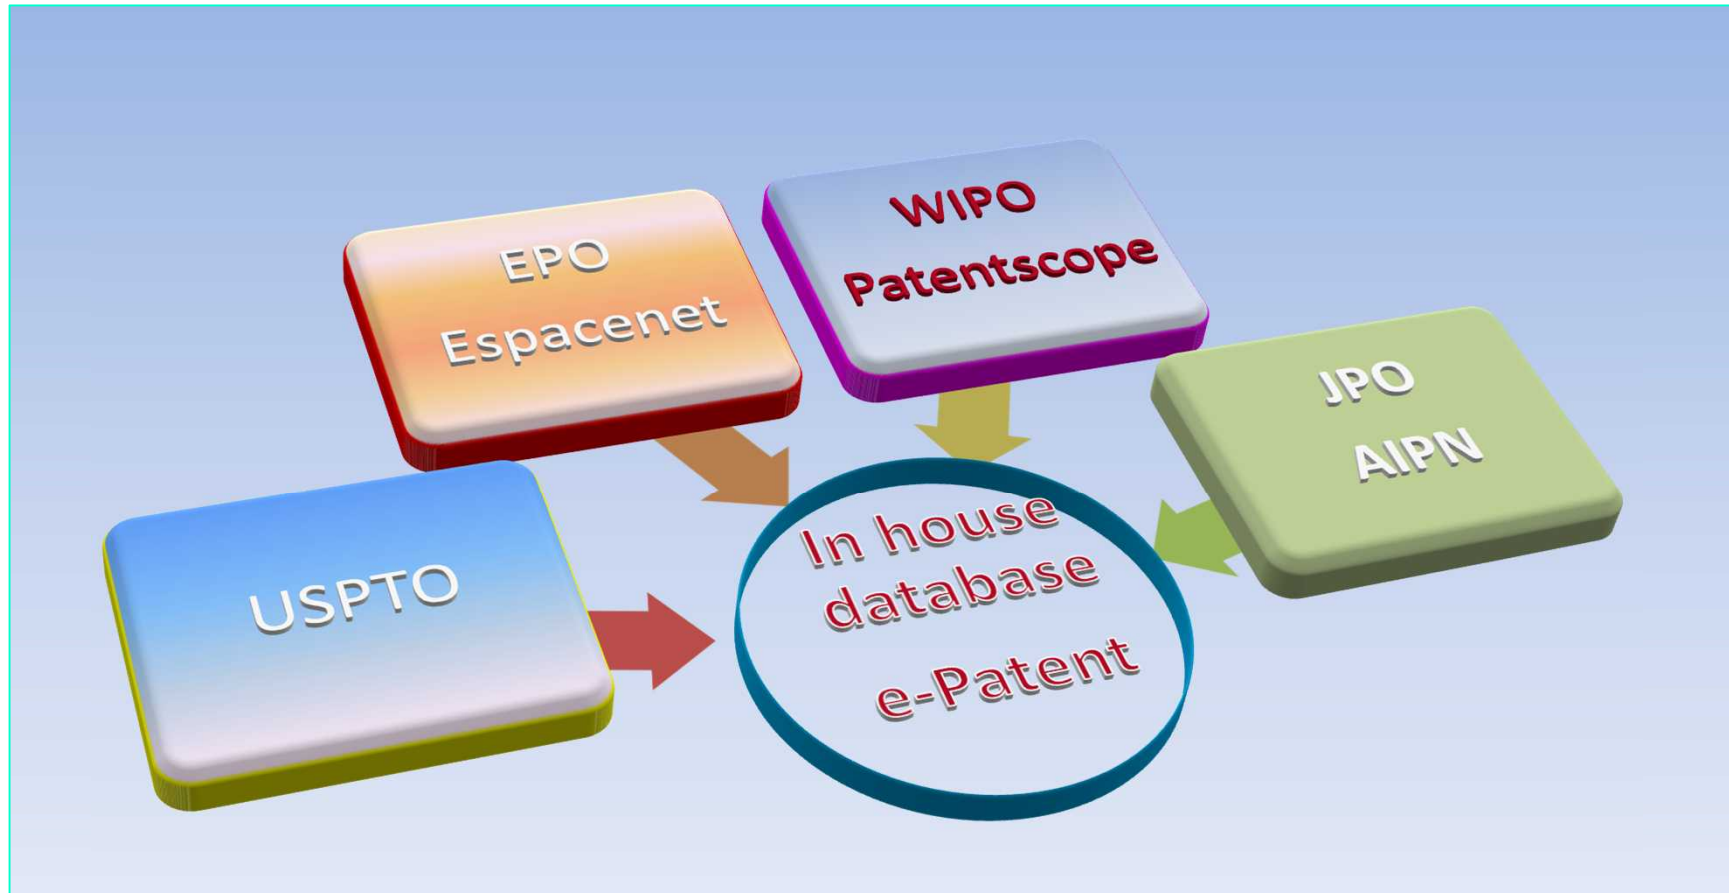 EPO
Espacenet
WIPO
Patentscope
JPO
AIPN
USPTO
In house
database
e-Patent